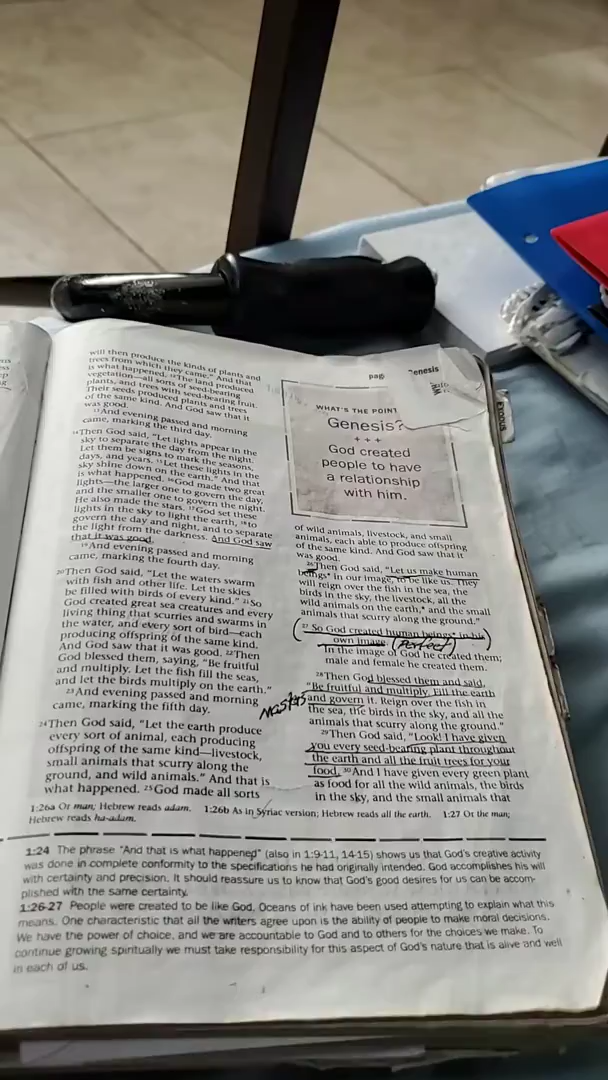 will then produce the kinds of plants and
trees from which they came." And that
is what happened. ¹²The land produced
vegetation—all sorts of seed-bearing
plants, and trees with seed-bearing fruit.
Their seeds produced plants and trees
of the same kind. And God saw that it
was good.
¹³And evening passed and morning
came, marking the third day.
¹⁴Then God said, "Let lights appear in the
sky to separate the day from the night.
Let them be signs to mark the seasons,
days, and years. ¹⁵Let these lights in the
sky shine down on the earth." And that
is what happened. ¹⁶God made two great
lights—the larger one to govern the day,
and the smaller one to govern the night.
He also made the stars. ¹⁷God set these
lights in the sky to light the earth, ¹⁸to
govern the day and night, and to separate
the light from the darkness. And God saw
that it was good.
¹⁹And evening passed and morning
came, marking the fourth day.
²⁰Then God said, "Let the waters swarm
with fish and other life. Let the skies
be filled with birds of every kind." ²¹So
God created great sea creatures and every
living thing that scurries and swarms in
the water, and every sort of bird—each
producing offspring of the same kind.
And God saw that it was good. ²²Then
God blessed them, saying, "Be fruitful
and multiply. Let the fish fill the seas,
and let the birds multiply on the earth."
²³And evening passed and morning
came, marking the fifth day.
²⁴Then God said, "Let the earth produce
every sort of animal, each producing
offspring of the same kind—livestock,
small animals that scurry along the
ground, and wild animals." And that is
what happened. ²⁵God made all sorts
pag Genesis
WHAT'S THE POINT
Genesis?
+++
God created
people to have
a relationship
with him.
of wild animals, livestock, and small
animals, each able to produce offspring
of the same kind. And God saw that it
was good.
²⁶Then God said, "Let us make human
beings* in our image, to be like us. They
will reign over the fish in the sea, the
birds in the sky, the livestock, all the
wild animals on the earth,* and the small
animals that scurry along the ground."
²⁷So God created human beings* in his
own image. (Perfect)
In the image of God he created them;
male and female he created them.
²⁸Then God blessed them and said,
"Be fruitful and multiply. Fill the earth
and govern it. Reign over the fish in
the sea, the birds in the sky, and all the
animals that scurry along the ground."
²⁹Then God said, "Look! I have given
you every seed-bearing plant throughout
the earth and all the fruit trees for your
food. ³⁰And I have given every green plant
as food for all the wild animals, the birds
in the sky, and the small animals that
EXODUS
1:26a Or man; Hebrew reads adam. 1:26b As in Syriac version; Hebrew reads all the earth. 1:27 Or the man;
Hebrew reads ha-adam.
1:24 The phrase "And that is what happened" (also in 1:9-11, 14-15) shows us that God's creative activity
was done in complete conformity to the specifications he had originally intended. God accomplishes his will
with certainty and precision. It should reassure us to know that God's good desires for us can be accom-
plished with the same certainty.
1:26-27 People were created to be like God. Oceans of ink have been used attempting to explain what this
means. One characteristic that all the writers agree upon is the ability of people to make moral decisions.
We have the power of choice, and we are accountable to God and to others for the choices we make. To
continue growing spiritually we must take responsibility for this aspect of God's nature that is alive and well
in each of us.